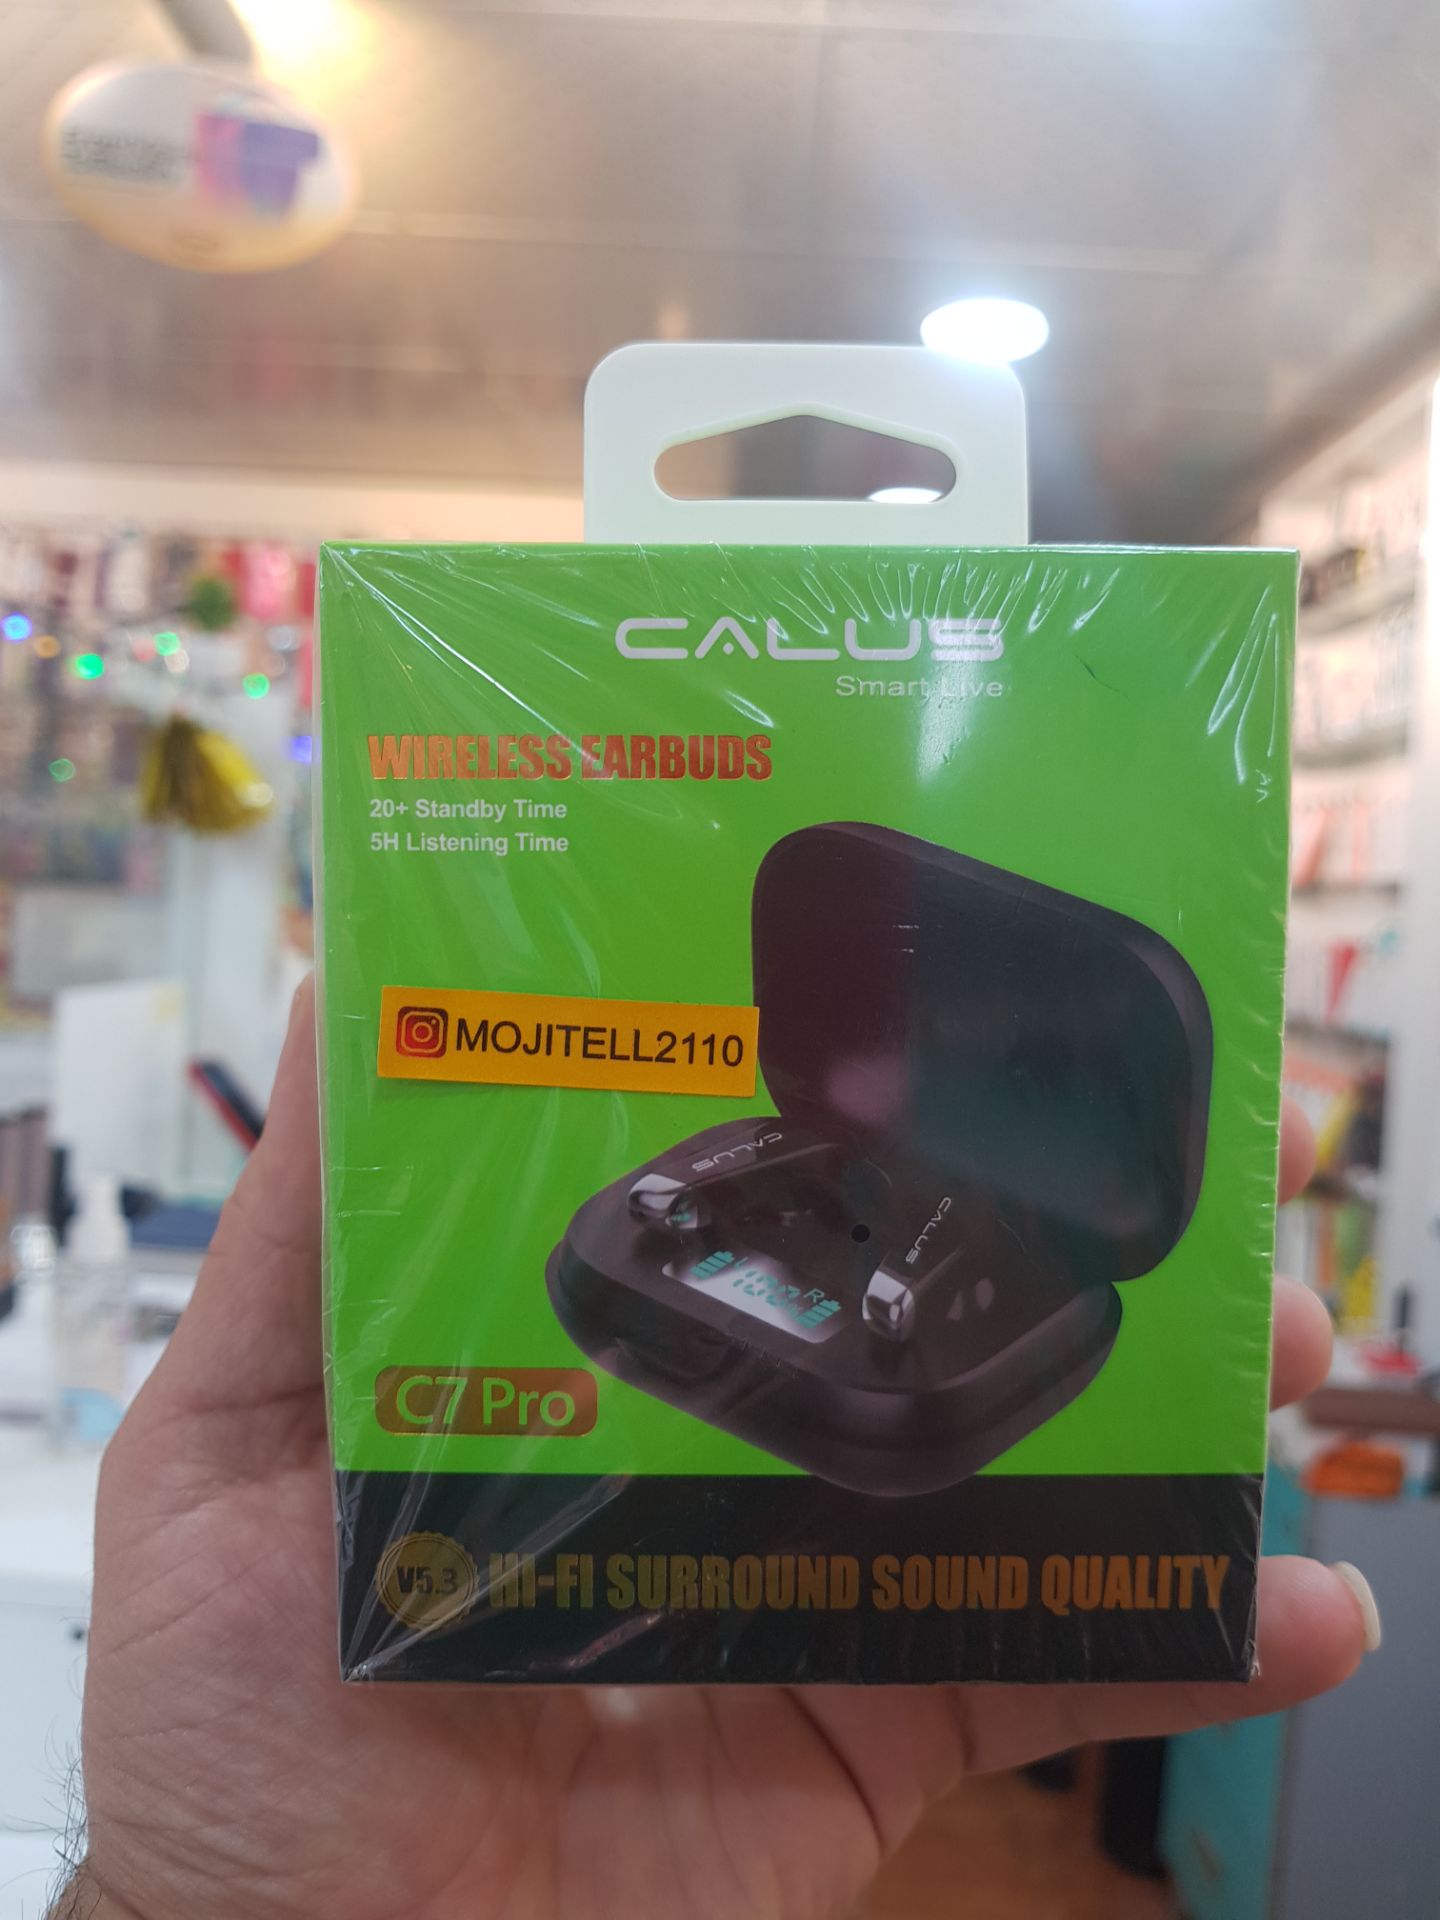 CALUS
Smart Live
WIRELESS EARBUDS
20+ Standby Time
5H Listening Time
MOJITELL2110
CALUS
CALUS
100%
R
C7 Pro
V5.3 HI-FI SURROUND SOUND QUALITY